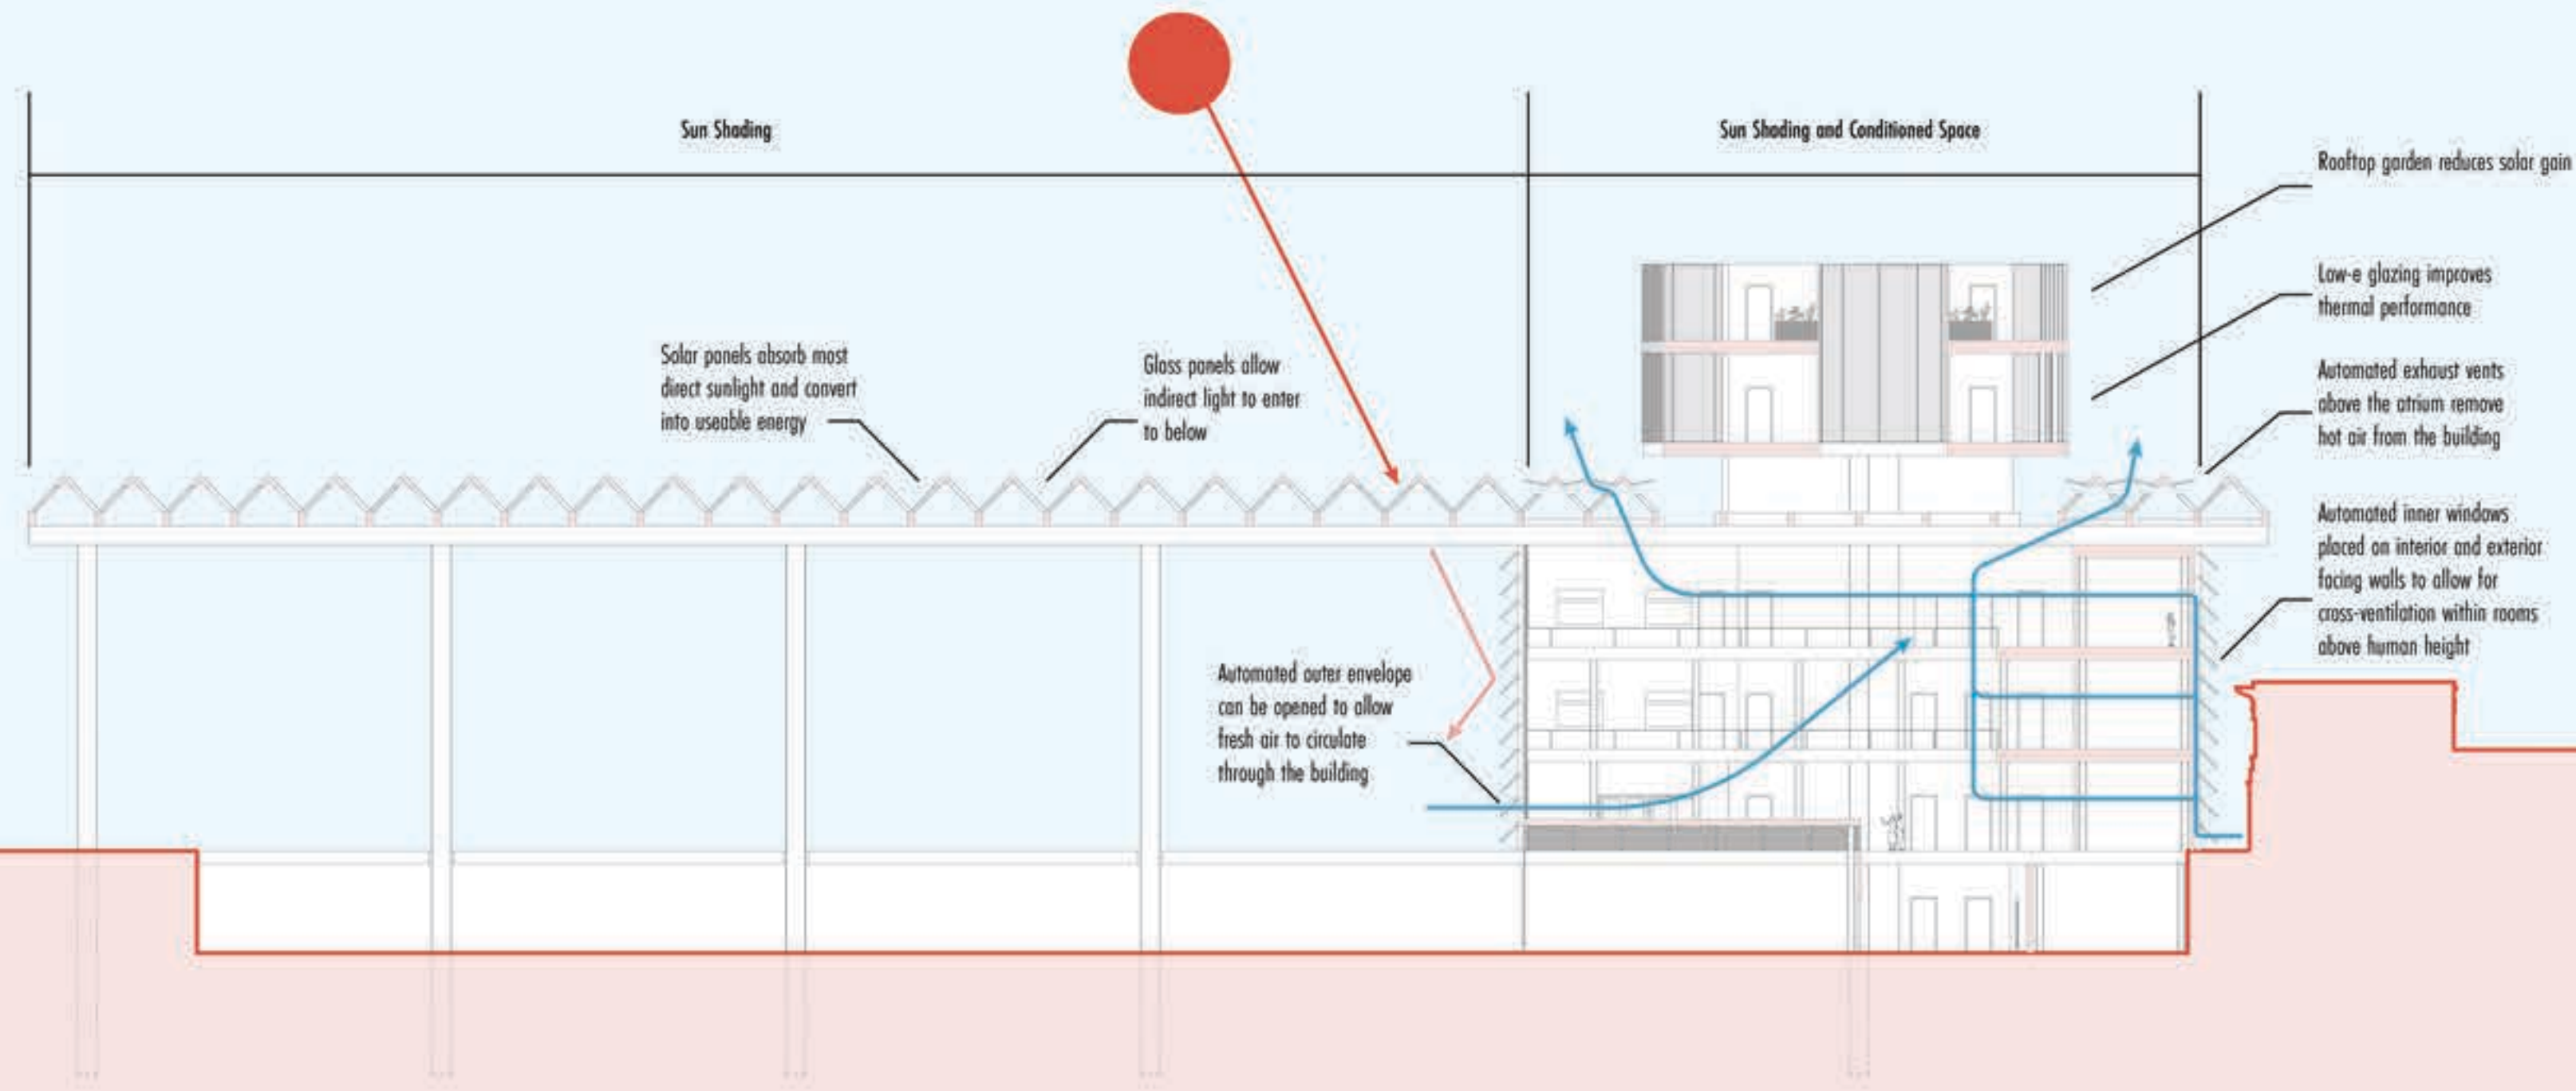 Sun Shading
Sun Shading and Conditioned Space
Rooftop garden reduces solar gain
Low-e glazing improves
thermal performance
Solar panels absorb most
direct sunlight and convert
into useable energy
Glass panels allow
indirect light to enter
to below
Automated exhaust vents
above the atrium remove
hot air from the building
Automated inner windows
placed on interior and exterior
facing walls to allow for
cross-ventilation within rooms
above human height
Automated outer envelope
can be opened to allow
fresh air to circulate
through the building